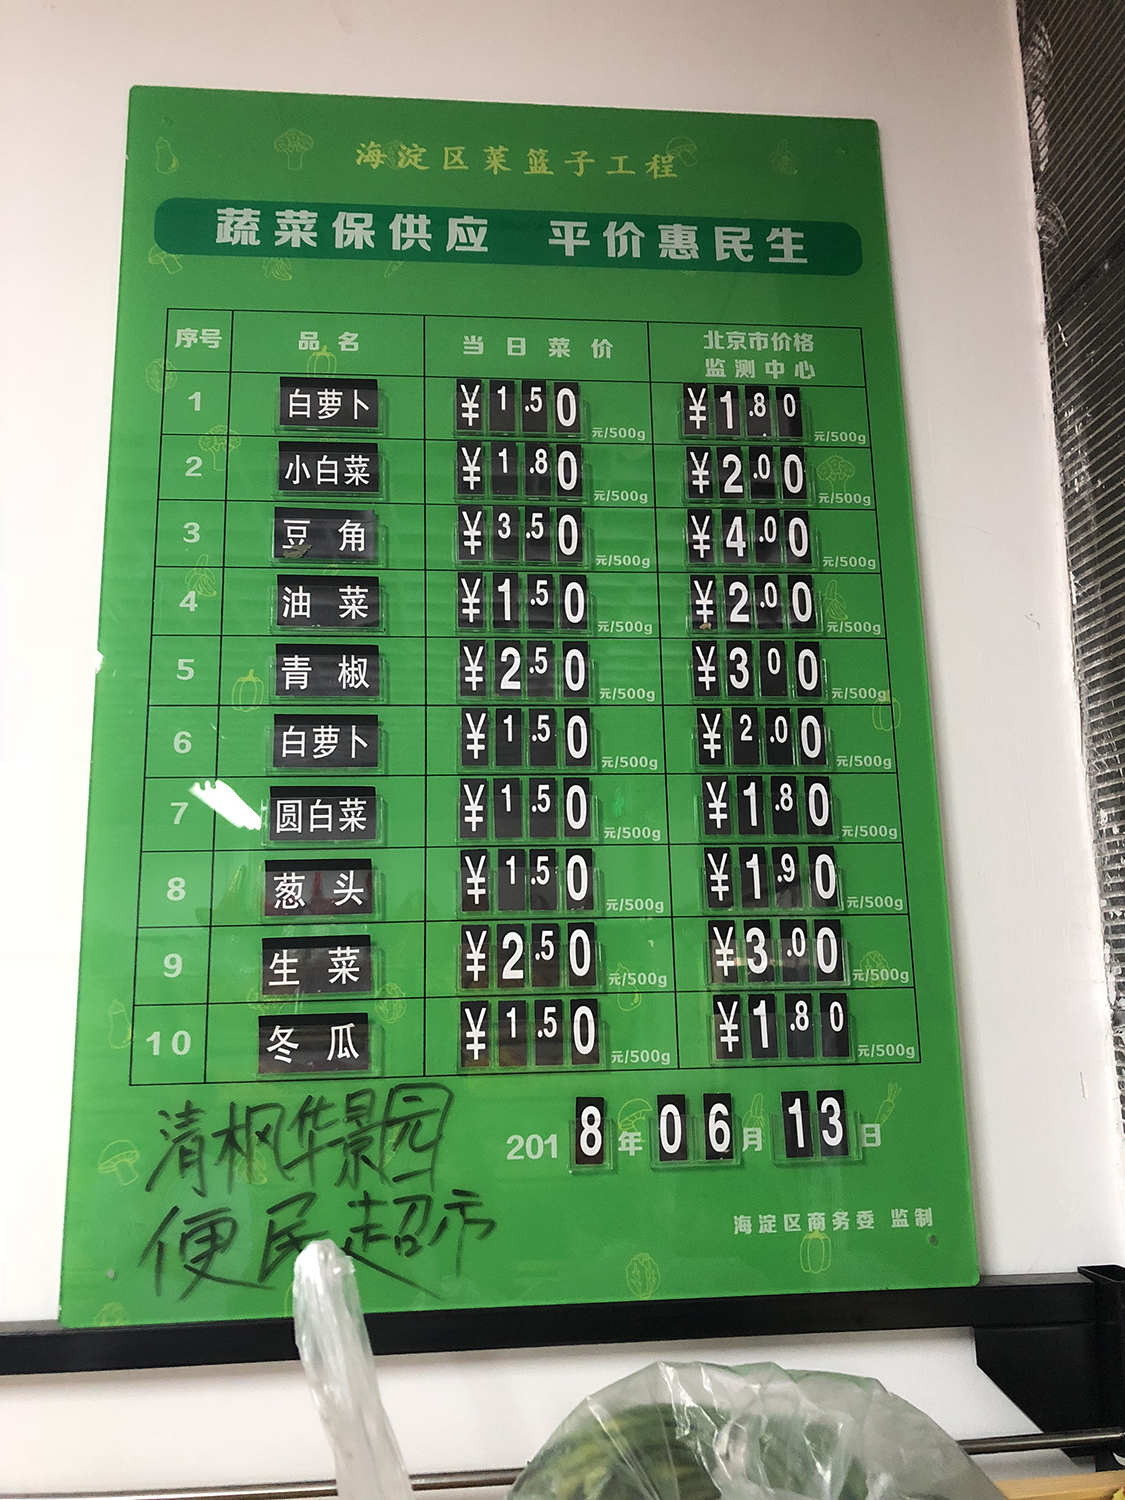 海淀区菜篮子工程
蔬菜保供应 平价惠民生
序号 品名 当日菜价 北京市价格监测中心
1 白萝卜 ¥1.50 元/500g ¥1.80 元/500g
2 小白菜 ¥1.80 元/500g ¥2.00 元/500g
3 豆角 ¥3.50 元/500g ¥4.00 元/500g
4 油菜 ¥1.50 元/500g ¥2.00 元/500g
5 青椒 ¥2.50 元/500g ¥300 元/500g
6 白萝卜 ¥1.50 元/500g ¥2.00 元/500g
7 圆白菜 ¥1.50 元/500g ¥1.80 元/500g
8 葱头 ¥1.50 元/500g ¥1.90 元/500g
9 生菜 ¥2.50 元/500g ¥3.00 元/500g
10 冬瓜 ¥1.50 元/500g ¥1.80 元/500g
清枫华景园
便民超市
2018年06月13日
海淀区商务委 监制